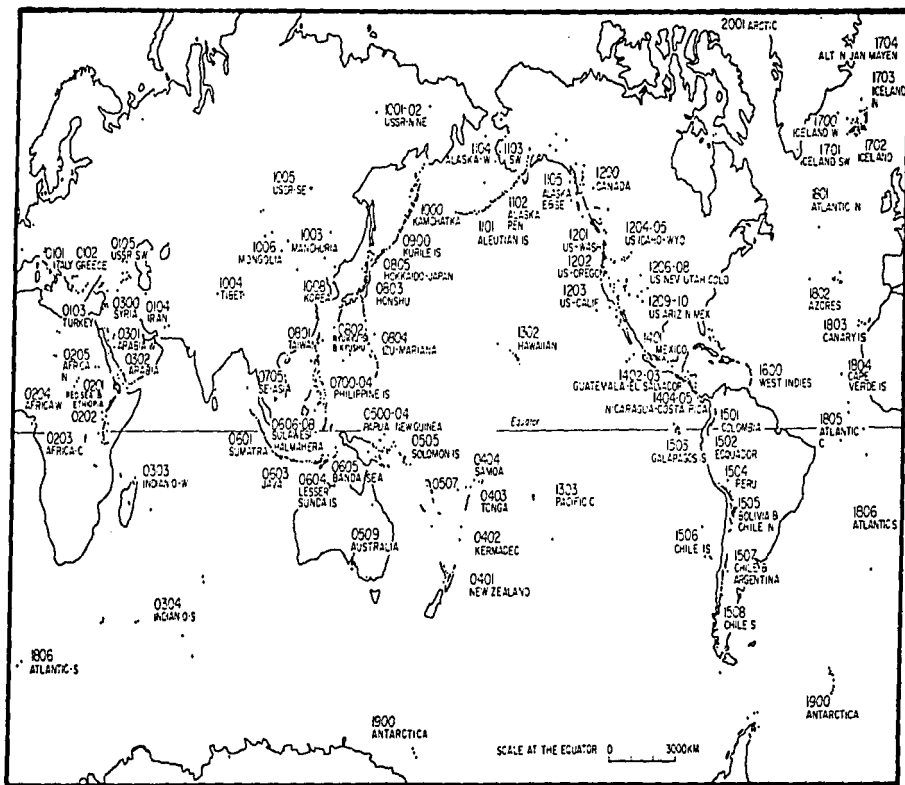 2001 ARCTIC
1704
ALT N JAN MAYEN
1703
ICELAND
N
1700
ICELAND W
1701
ICELAND SW
1702
ICELAND
1001-02
USSR-N-NE
1104
ALASKA-W
1103
SW
1005
USSR-SE
1105
ALASKA
E&SE
1200
CANADA
1801
ATLANTIC N
1000
KAMCHATKA
1102
ALASKA
PEN
1101
ALEUTIAN IS
1003
MANCHURIA
1006
MONGOLIA
0900
KURILE IS
1201
US-WASH
1204-05
US IDAHO-WYO
0101
ITALY
0102
GREECE
0105
USSR SW
1004
TIBET
1008
KOREA
0805
HOKKAIDO-JAPAN
0803
HONSHU
1202
US-OREGON
1206-08
US NEV UTAH COLO
1203
US-CALIF
1209-10
US ARIZ N MEX
1802
AZORES
0103
TURKEY
0300
SYRIA
0104
IRAN
0301
ARABIA W
0302
ARABIA
0801
TAIWAN
0802
0804
IZU-MARIANA
1302
HAWAIIAN
1401
MEXICO
1803
CANARY IS
0205
AFRICA
N
0201
RED SEA &
ETHIOPIA
0204
AFRICA W
0202
0705
SE-ASIA
0700-04
PHILIPPINE IS
1402-03
GUATEMALA-EL SALVADOR
1404-05
NICARAGUA-COSTA RICA
1600
WEST INDIES
1804
CAPE
VERDE IS
0203
AFRICA-C
0601
SUMATRA
0606-08
SULAWESI
HALMAHERA
0500-04
PAPUA NEW GUINEA
Equator
1501
COLOMBIA
1805
ATLANTIC
C
0505
SOLOMON IS
1503
GALAPAGOS IS
1502
ECQUADOR
0303
INDIAN O-W
0603
JAVA
0604
LESSER
SUNDA IS
0605
BANDA SEA
0507
0404
SAMOA
0403
TONGA
1303
PACIFIC C
1504
PERU
1505
BOLIVIA &
CHILE N
1806
ATLANTIC S
0509
AUSTRALIA
0402
KERMADEC
1506
CHILE IS
0401
NEW ZEALAND
1507
CHILE &
ARGENTINA
0304
INDIAN O-S
1508
CHILE S
1806
ATLANTIC-S
1900
ANTARCTICA
1900
ANTARCTICA
SCALE AT THE EQUATOR 0 3000KM